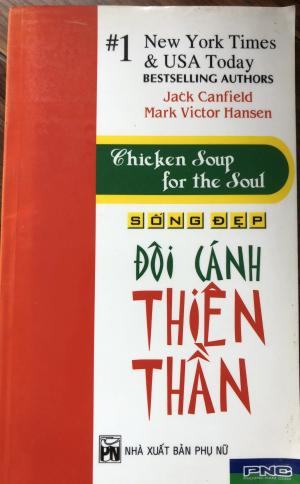 #1 New York Times
& USA Today
BESTSELLING AUTHORS
Jack Canfield
Mark Victor Hansen
Chicken Soup
for the Soul
SỐNG ĐẸP
ĐÔI CÁNH
THIÊN
THẦN
PN
NHÀ XUẤT BẢN PHỤ NỮ
PNC